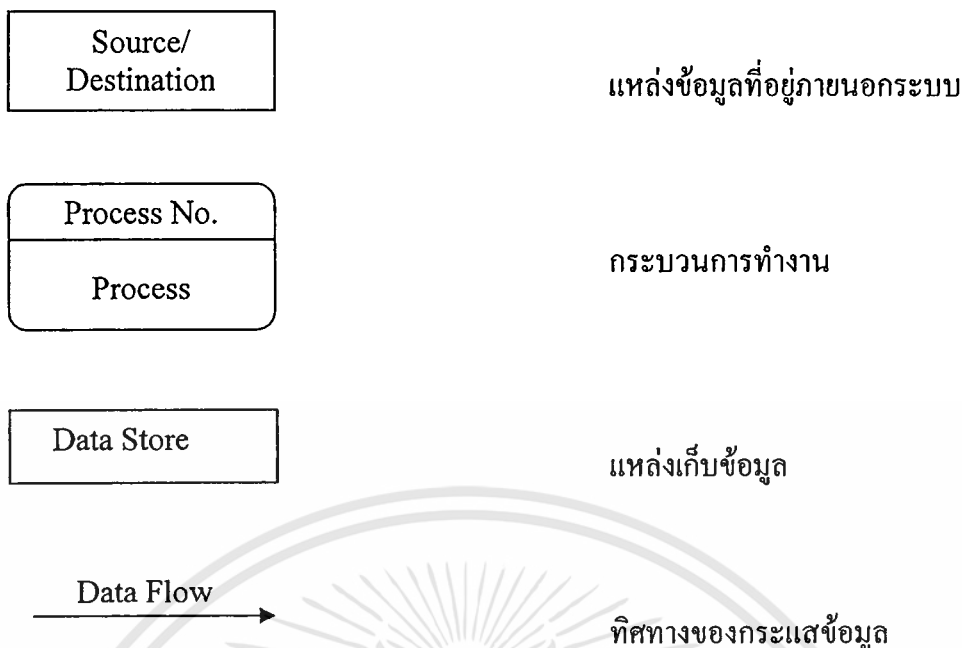 Source/
Destination
แหล่งข้อมูลที่อยู่ภายนอกระบบ
Process No.
Process
กระบวนการทำงาน
Data Store
แหล่งเก็บข้อมูล
Data Flow
ทิศทางของกระแสข้อมูล